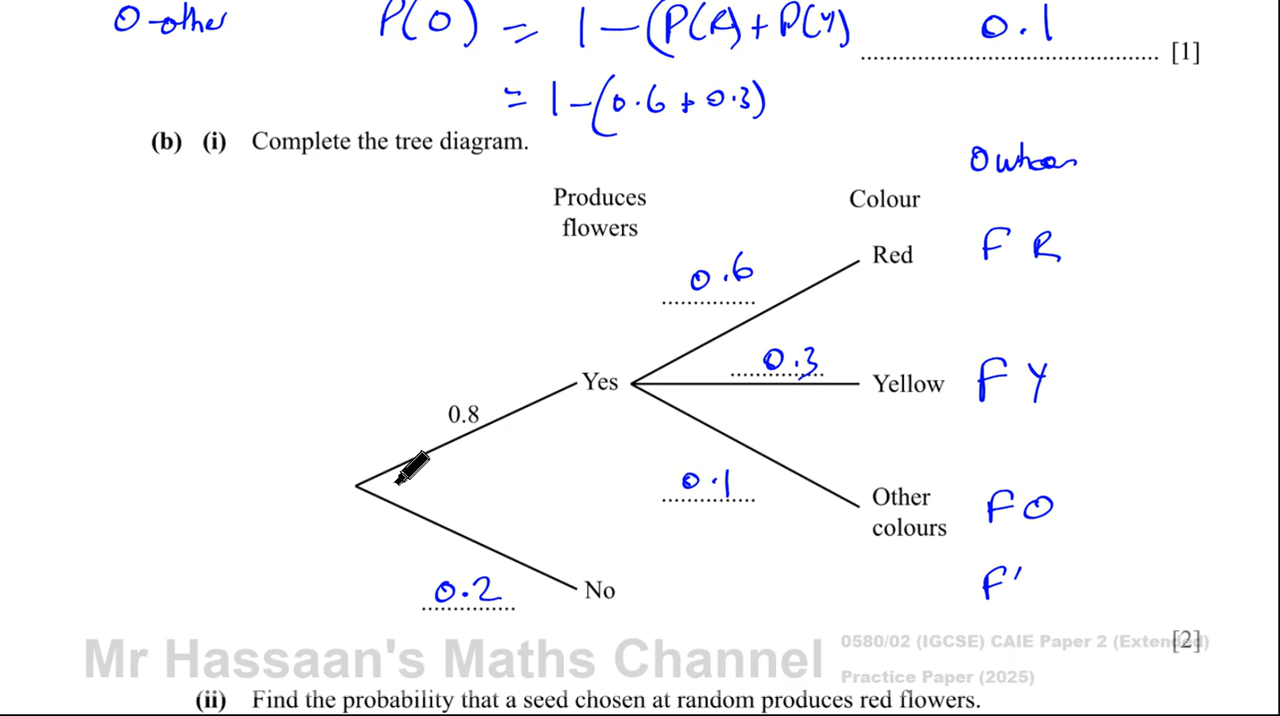 O-other P(O) = 1-(P(R)+P(Y) 0.1 [1]
= 1-(0.6+0.3)
(b) (i) Complete the tree diagram.
Produces flowers
Colour
0.6
Red F R
0.3
Yes
Yellow F Y
0.8
0.1
Other colours F O
0.2
No
F'
[2]
Mr Hassaan's Maths Channel
0580/02 (IGCSE) CAIE Paper 2 (Extended)
Practice Paper (2025)
(ii) Find the probability that a seed chosen at random produces red flowers.